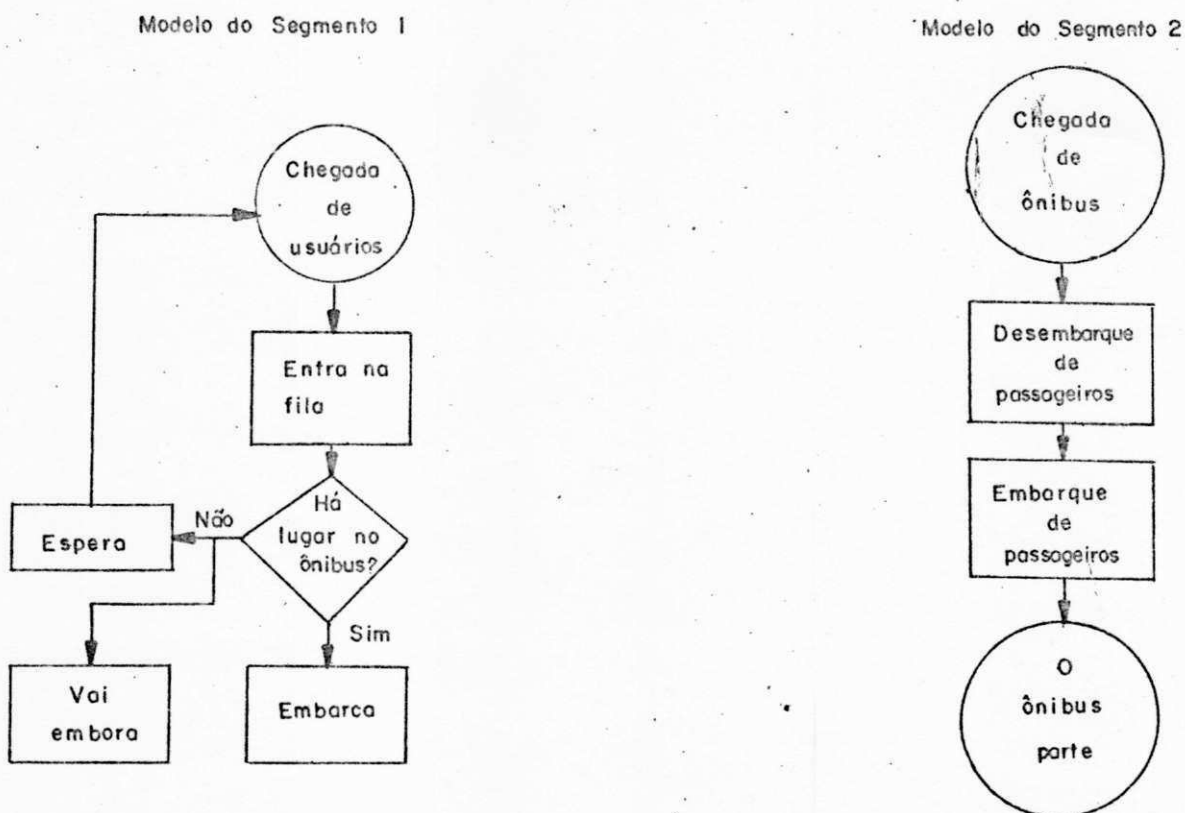 Modelo do Segmento 1
Chegada
de
usuários
Entra na
fila
Há
lugar no
ônibus?
Não
Espera
Sim
Vai
embora
Embarca
Modelo do Segmento 2
Chegada
de
ônibus
Desembarque
de
passageiros
Embarque
de
passageiros
O
ônibus
parte